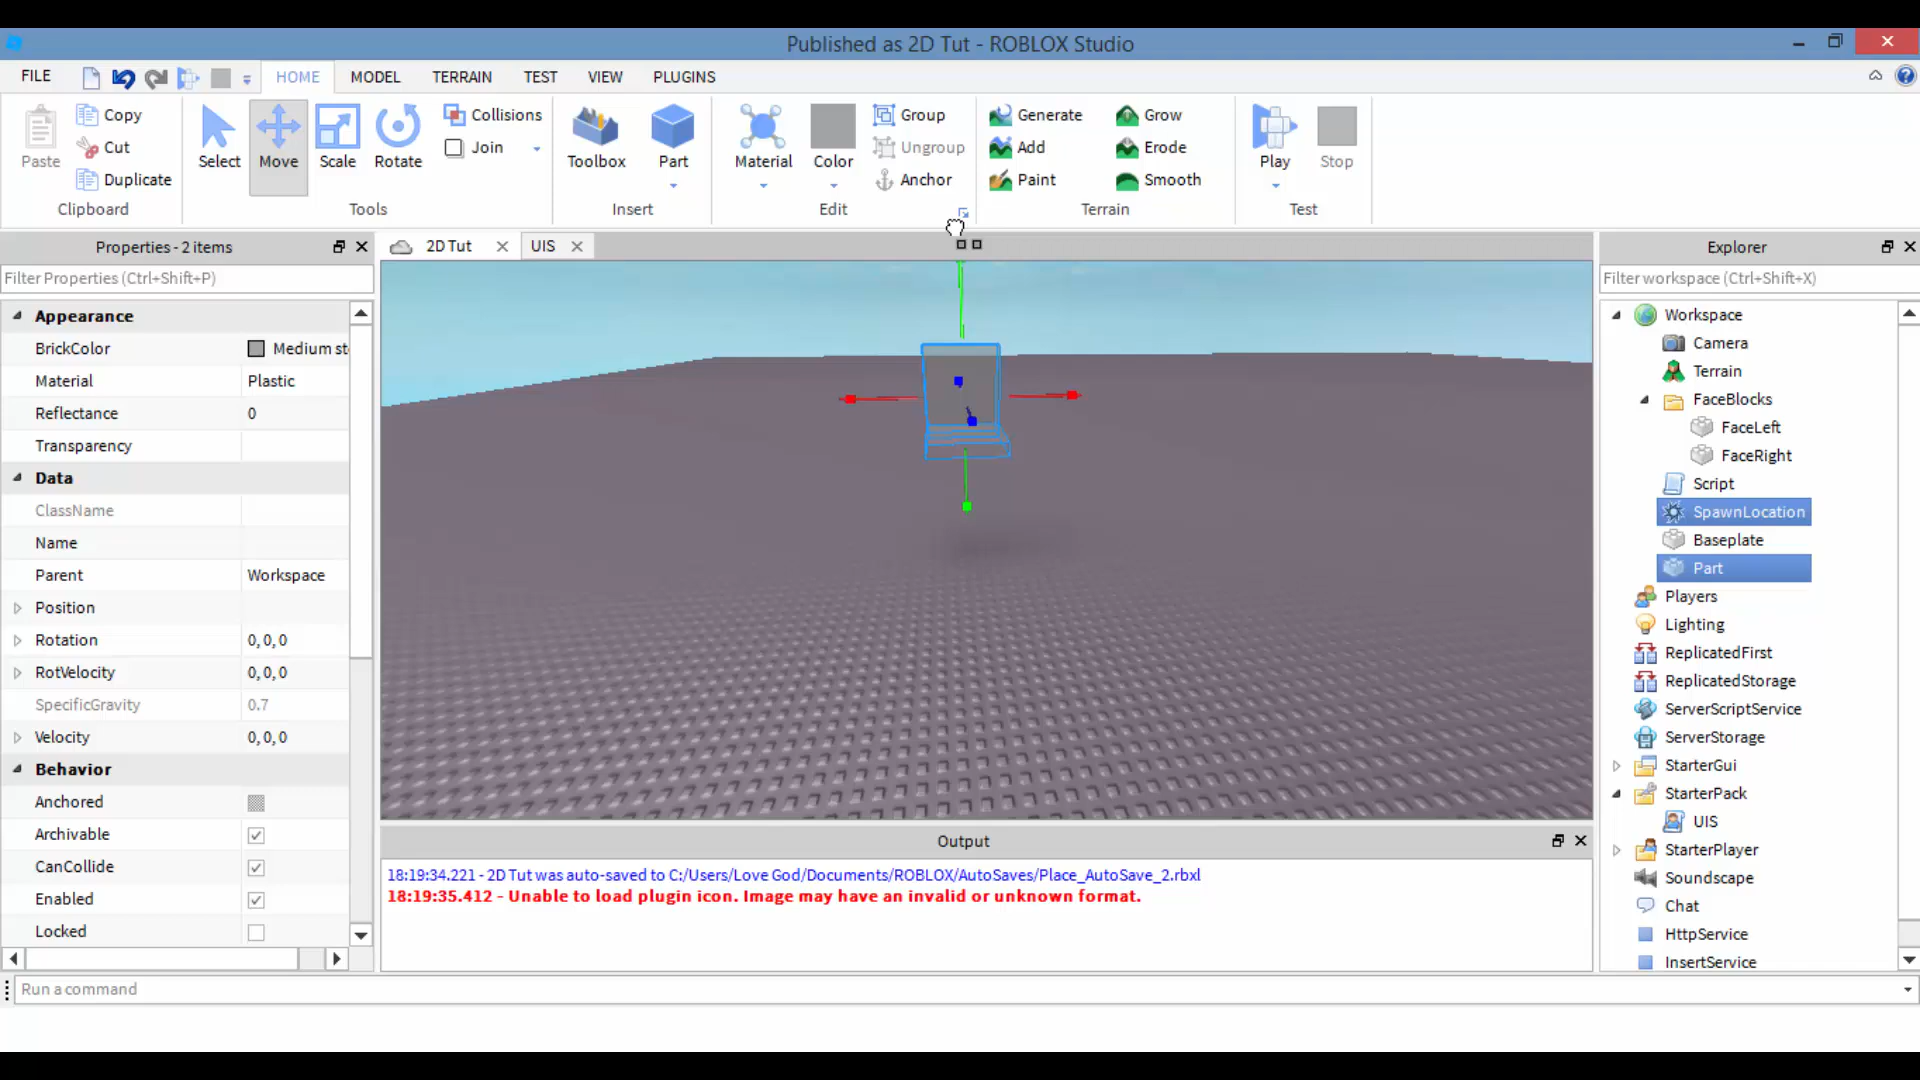 Published as 2D Tut - ROBLOX Studio
FILE
HOME
MODEL
TERRAIN
TEST
VIEW
PLUGINS
Paste
Copy
Cut
Duplicate
Clipboard
Select
Move
Scale
Rotate
Collisions
Join
Tools
Toolbox
Part
Insert
Material
Color
Group
Ungroup
Anchor
Edit
Generate
Add
Paint
Grow
Erode
Smooth
Terrain
Play
Stop
Test
Properties - 2 items
Filter Properties (Ctrl+Shift+P)
Appearance
BrickColor Medium st
Material Plastic
Reflectance 0
Transparency
Data
ClassName
Name
Parent Workspace
Position
Rotation 0, 0, 0
RotVelocity 0, 0, 0
SpecificGravity 0.7
Velocity 0, 0, 0
Behavior
Anchored
Archivable
CanCollide
Enabled
Locked
2D Tut
UIS
Output
18:19:34.221 - 2D Tut was auto-saved to C:/Users/Love God/Documents/ROBLOX/AutoSaves/Place_AutoSave_2.rbxl
18:19:35.412 - Unable to load plugin icon. Image may have an invalid or unknown format.
Explorer
Filter workspace (Ctrl+Shift+X)
Workspace
Camera
Terrain
FaceBlocks
FaceLeft
FaceRight
Script
SpawnLocation
Baseplate
Part
Players
Lighting
ReplicatedFirst
ReplicatedStorage
ServerScriptService
ServerStorage
StarterGui
StarterPack
UIS
StarterPlayer
Soundscape
Chat
HttpService
InsertService
Run a command